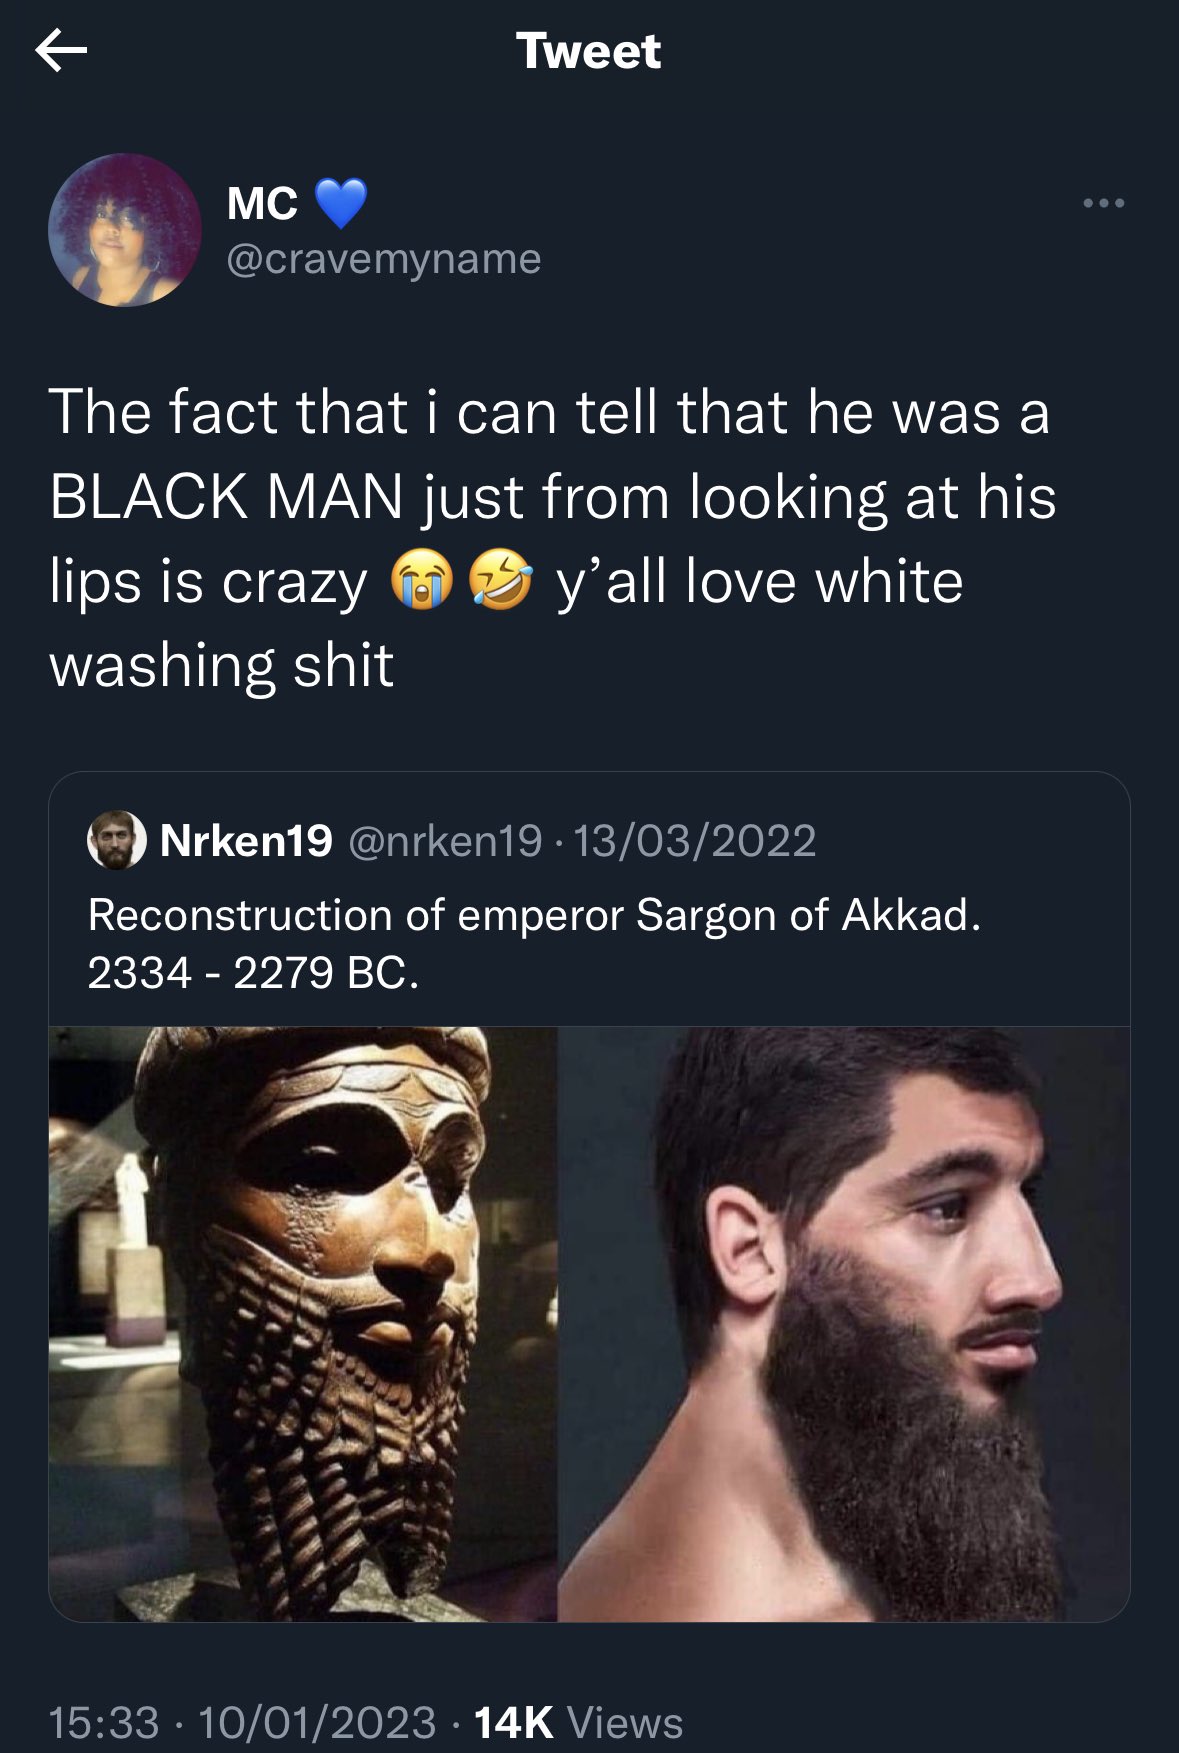 Tweet
MC 💙
@cravemyname
The fact that i can tell that he was a
BLACK MAN just from looking at his
lips is crazy 😭🤣 y’all love white
washing shit
Nrken19 @nrken19 · 13/03/2022
Reconstruction of emperor Sargon of Akkad.
2334 - 2279 BC.
15:33 · 10/01/2023 · 14K Views